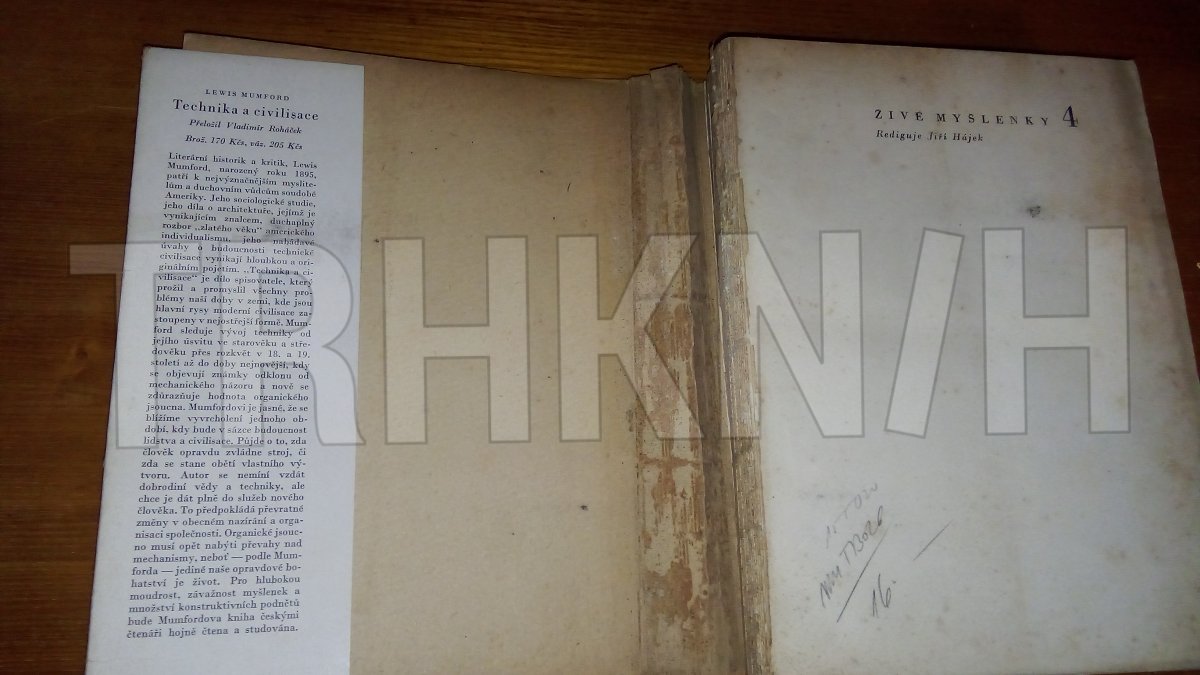 LEWIS MUMFORD
Technika a civilisace
Přeložil Vladimír Roháček
Brož. 170 Kčs, váz. 205 Kčs
Literární historik a kritik, Lewis
Mumford, narozený roku 1895,
patří k nejvýznačnějším myslite-
lům a duchovním vůdcům soudobé
Ameriky. Jeho sociologické studie,
jeho díla o architektuře, jejímž je
vynikajícím znalcem, duchaplný
rozbor „zlatého věku“ amerického
individualismu, jeho nabádavé
úvahy o budoucnosti technické
civilisace vynikají hloubkou a ori-
ginálním pojetím. „Technika a ci-
vilisace“ je dílo spisovatele, který
prožil a promyslil všechny pro-
blémy naší doby v zemi, kde jsou
hlavní rysy moderní civilisace za-
stoupeny v nejostřejší formě. Mum-
ford sleduje vývoj techniky od
jejího úsvitu ve starověku a stře-
dověku přes rozkvět v 18. a 19.
století až do doby nejnovější, kdy
se objevují známky odklonu od
mechanického názoru a nově se
zdůrazňuje hodnota organického
jsoucna. Mumfordovi je jasné, že se
blížíme vyvrcholení jednoho ob-
dobí, kdy bude v sázce budoucnost
lidstva a civilisace. Půjde o to, zda
člověk opravdu zvládne stroj, či
zda se stane obětí vlastního vý-
tvoru. Autor se nemíní vzdát
dobrodiní vědy a techniky, ale
chce je dát plně do služeb nového
člověka. To předpokládá převratné
změny v obecném nazírání a orga-
nisaci společnosti. Organické jsouc-
no musí opět nabýti převahy nad
mechanismy, neboť — podle Mum-
forda — jediné naše opravdové bo-
hatství je život. Pro hlubokou
moudrost, závažnost myšlenek a
množství konstruktivních podnětů
bude Mumfordova kniha českými
čtenáři hojně čtena a studována.
ŽIVÉ MYŠLENKY 4
Rediguje Jiří Hájek
16.
TRHKNIH